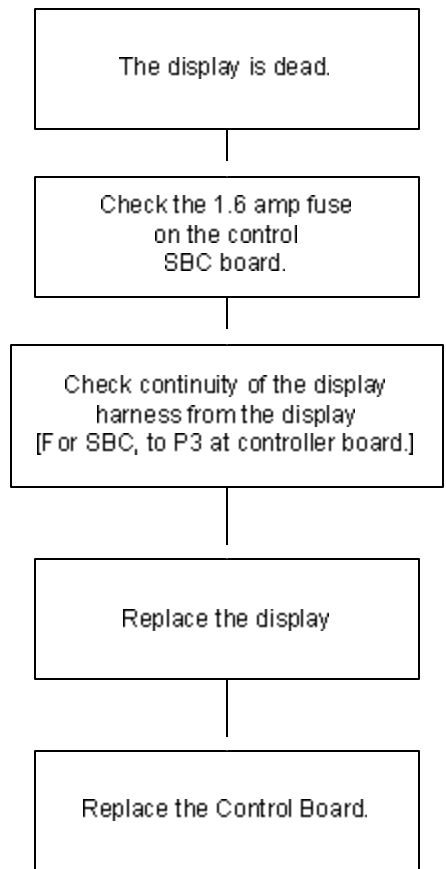 The display is dead.
Check the 1.6 amp fuse
on the control
SBC board.
Check continuity of the display
harness from the display
[For SBC, to P3 at controller board.]
Replace the display
Replace the Control Board.